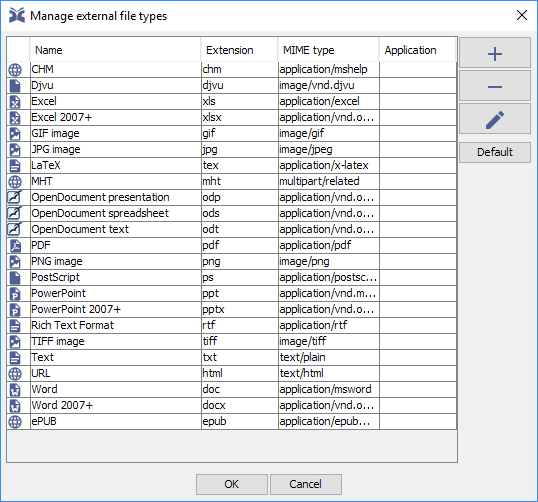 Manage external file types
Name Extension MIME type Application
CHM chm application/mshelp
Djvu djvu image/vnd.djvu
Excel xls application/excel
Excel 2007+ xlsx application/vnd.o...
GIF image gif image/gif
JPG image jpg image/jpeg
LaTeX tex application/x-latex
MHT mht multipart/related
OpenDocument presentation odp application/vnd.o...
OpenDocument spreadsheet ods application/vnd.o...
OpenDocument text odt application/vnd.o...
PDF pdf application/pdf
PNG image png image/png
PostScript ps application/postsc...
PowerPoint ppt application/vnd.m...
PowerPoint 2007+ pptx application/vnd.o...
Rich Text Format rtf application/rtf
TIFF image tiff image/tiff
Text txt text/plain
URL html text/html
Word doc application/msword
Word 2007+ docx application/vnd.o...
ePUB epub application/epub...
Default
OK Cancel